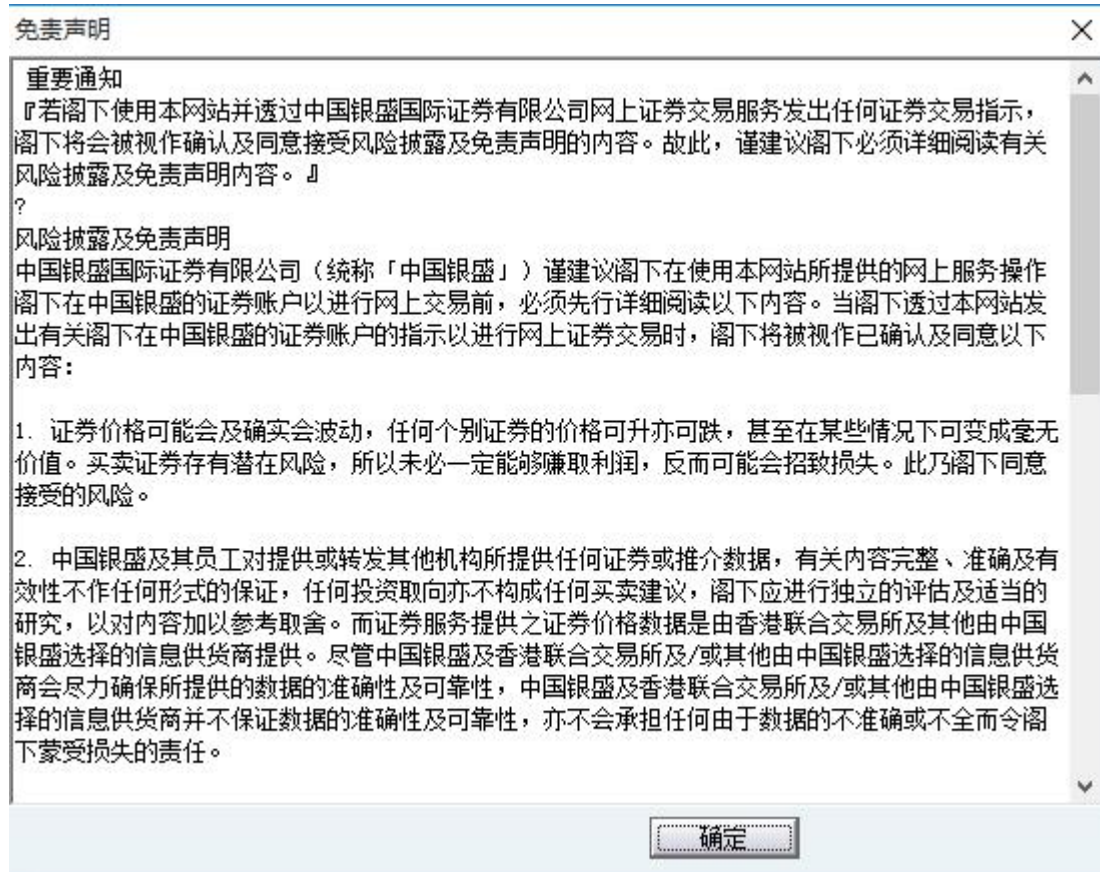 免责声明
重要通知
『若阁下使用本网站并透过中国银盛国际证券有限公司网上证券交易服务发出任何证券交易指示，
阁下将会被视作确认及同意接受风险披露及免责声明的内容。故此，谨建议阁下必须详细阅读有关
风险披露及免责声明内容。』
?
风险披露及免责声明
中国银盛国际证券有限公司（统称「中国银盛」）谨建议阁下在使用本网站所提供的网上服务操作
阁下在中国银盛的证券账户以进行网上交易前，必须先行详细阅读以下内容。当阁下透过本网站发
出有关阁下在中国银盛的证券账户的指示以进行网上证券交易时，阁下将被视作已确认及同意以下
内容：
1. 证券价格可能会及确实会波动，任何个别证券的价格可升亦可跌，甚至在某些情况下可变成毫无
价值。买卖证券存有潜在风险，所以未必一定能够赚取利润，反而可能会招致损失。此乃阁下同意
接受的风险。
2. 中国银盛及其员工对提供或转发其他机构所提供任何证券或推介数据，有关内容完整、准确及有
效性不作任何形式的保证，任何投资取向亦不构成任何买卖建议，阁下应进行独立的评估及适当的
研究，以对内容加以参考取舍。而证券服务提供之证券价格数据是由香港联合交易所及其他由中国
银盛选择的信息供货商提供。尽管中国银盛及香港联合交易所及/或其他由中国银盛选择的信息供货
商会尽力确保所提供的数据的准确性及可靠性，中国银盛及香港联合交易所及/或其他由中国银盛选
择的信息供货商并不保证数据的准确性及可靠性，亦不会承担任何由于数据的不准确或不全而令阁
下蒙受损失的责任。
确定